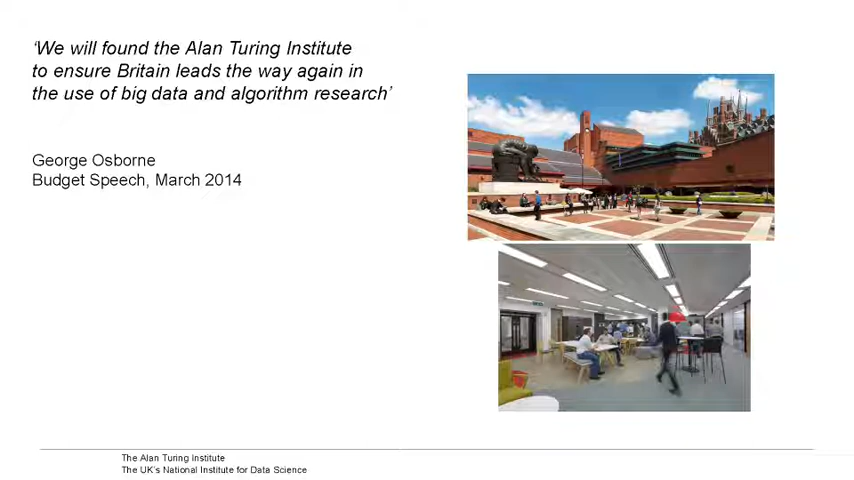 ‘We will found the Alan Turing Institute
to ensure Britain leads the way again in
the use of big data and algorithm research’
George Osborne
Budget Speech, March 2014
The Alan Turing Institute
The UK’s National Institute for Data Science